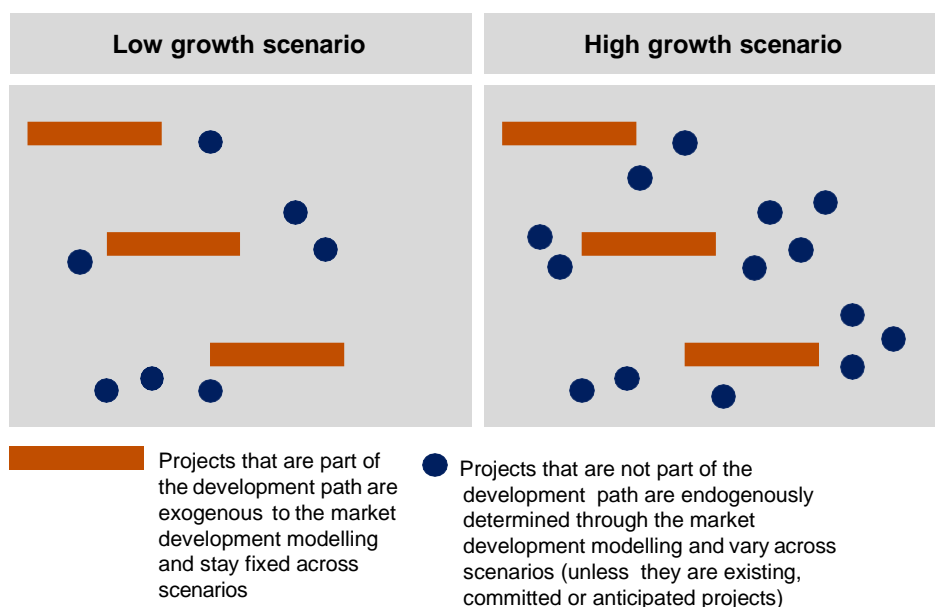 Low growth scenario
High growth scenario
Projects that are part of
the development path are
exogenous to the market
development modelling
and stay fixed across
scenarios
Projects that are not part of the
development path are endogenously
determined through the market
development modelling and vary across
scenarios (unless they are existing,
committed or anticipated projects)